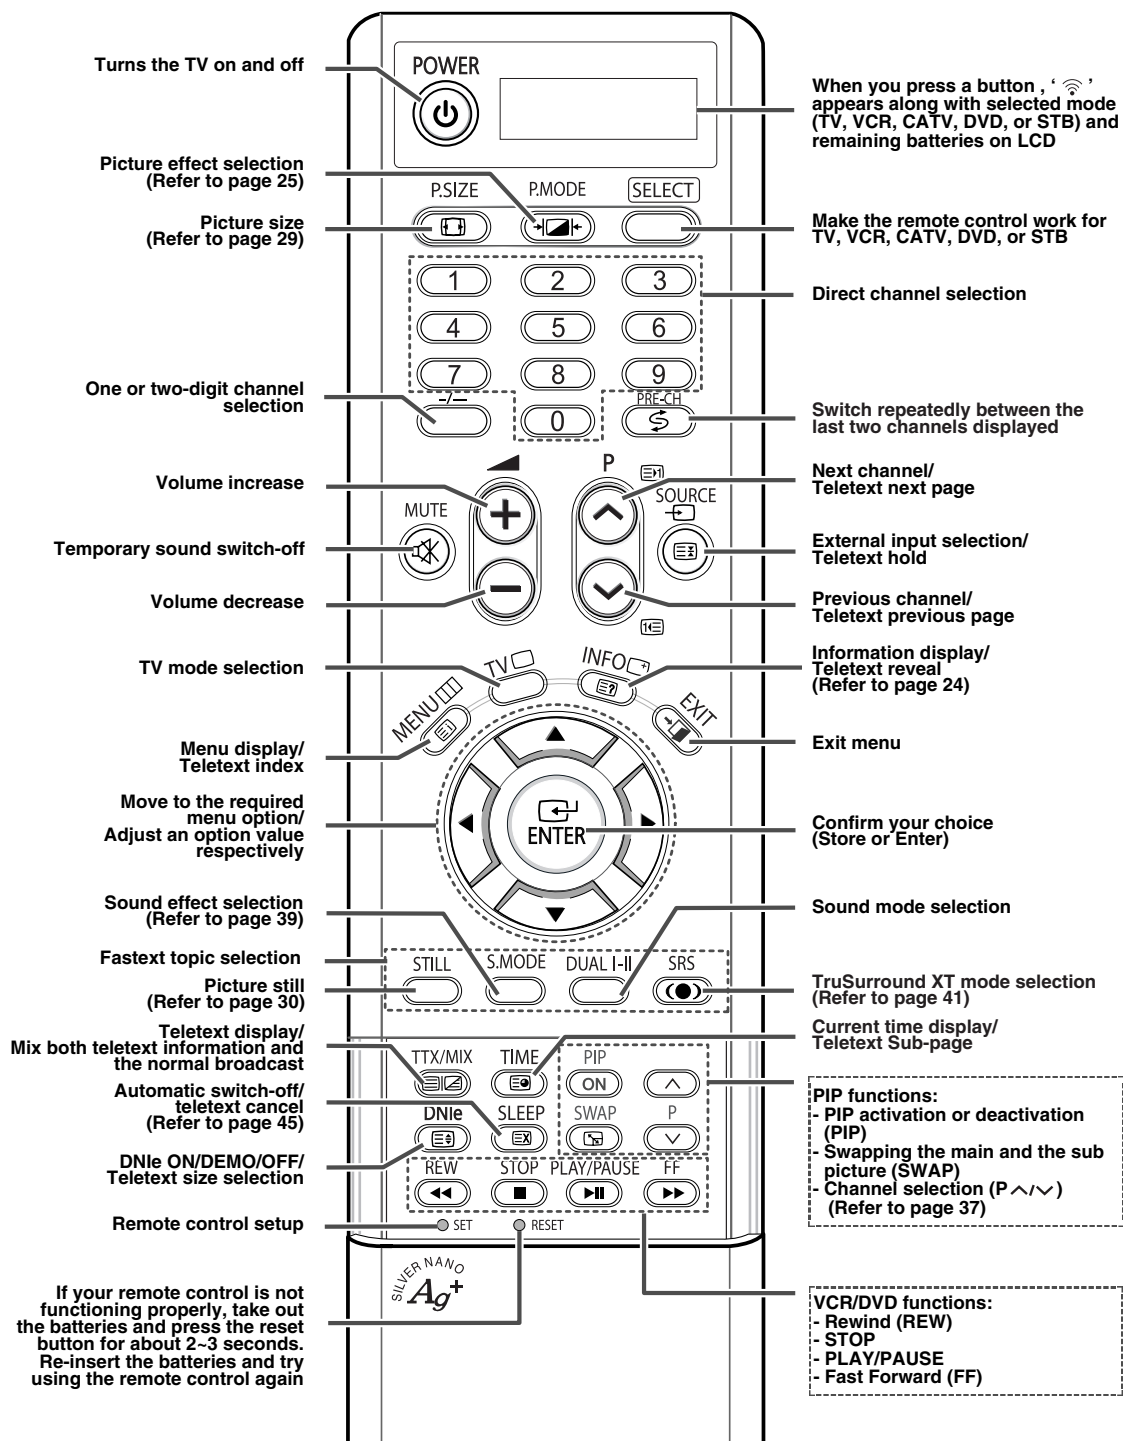 Turns the TV on and off
Picture effect selection
(Refer to page 25)
Picture size
(Refer to page 29)
One or two-digit channel
selection
Volume increase
Temporary sound switch-off
Volume decrease
TV mode selection
Menu display/
Teletext index
Move to the required
menu option/
Adjust an option value
respectively
Sound effect selection
(Refer to page 39)
Fastext topic selection
Picture still
(Refer to page 30)
Teletext display/
Mix both teletext information and
the normal broadcast
Automatic switch-off/
teletext cancel
(Refer to page 45)
DNIe ON/DEMO/OFF/
Teletext size selection
Remote control setup
If your remote control is not
functioning properly, take out
the batteries and press the reset
button for about 2~3 seconds.
Re-insert the batteries and try
using the remote control again
POWER
P.SIZE P.MODE SELECT
1 2 3
4 5 6
7 8 9
-/--
0
PRE-CH
P
MUTE
SOURCE
TV
INFO
MENU
EXIT
ENTER
STILL S.MODE DUAL I-II SRS
TTX/MIX TIME PIP
ON
DNIe SLEEP SWAP P
REW STOP PLAY/PAUSE FF
SET RESET
SILVER NANO
Ag+
When you press a button , ‘ ’
appears along with selected mode
(TV, VCR, CATV, DVD, or STB) and
remaining batteries on LCD
Make the remote control work for
TV, VCR, CATV, DVD, or STB
Direct channel selection
Switch repeatedly between the
last two channels displayed
Next channel/
Teletext next page
External input selection/
Teletext hold
Previous channel/
Teletext previous page
Information display/
Teletext reveal
(Refer to page 24)
Exit menu
Confirm your choice
(Store or Enter)
Sound mode selection
TruSurround XT mode selection
(Refer to page 41)
Current time display/
Teletext Sub-page
PIP functions:
- PIP activation or deactivation
(PIP)
- Swapping the main and the sub
picture (SWAP)
- Channel selection (P ︿/﹀)
(Refer to page 37)
VCR/DVD functions:
- Rewind (REW)
- STOP
- PLAY/PAUSE
- Fast Forward (FF)